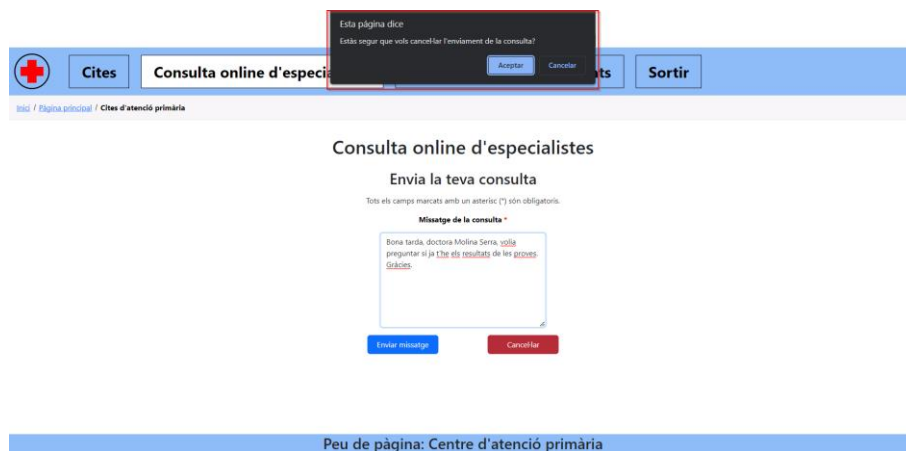 Esta página dice
Estàs segur que vols cancel·lar l'enviament de la consulta?
Aceptar Cancelar
Cites Consulta online d'especia ts Sortir
Inici / Pàgina principal / Cites d'atenció primària
Consulta online d'especialistes
Envia la teva consulta
Tots els camps marcats amb un asterisc (*) són obligatoris.
Missatge de la consulta *
Bona tarda, doctora Molina Serra, volia
preguntar si ja t'he els resultats de les proves.
Gràcies.
Enviar missatge Cancel·lar
Peu de pàgina: Centre d'atenció primària